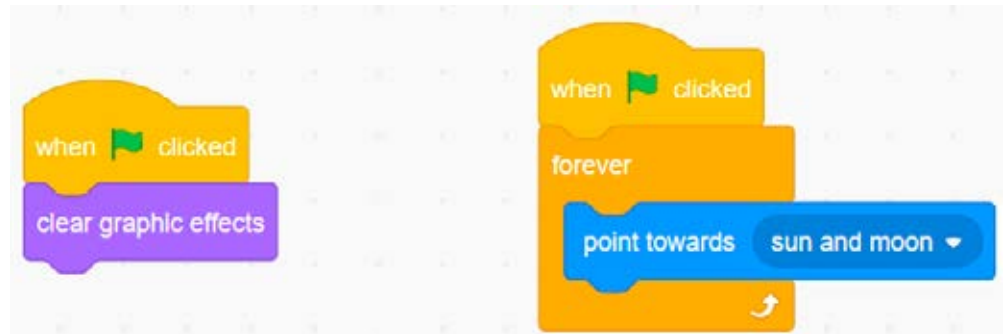 when clicked
clear graphic effects
when clicked
forever
point towards sun and moon